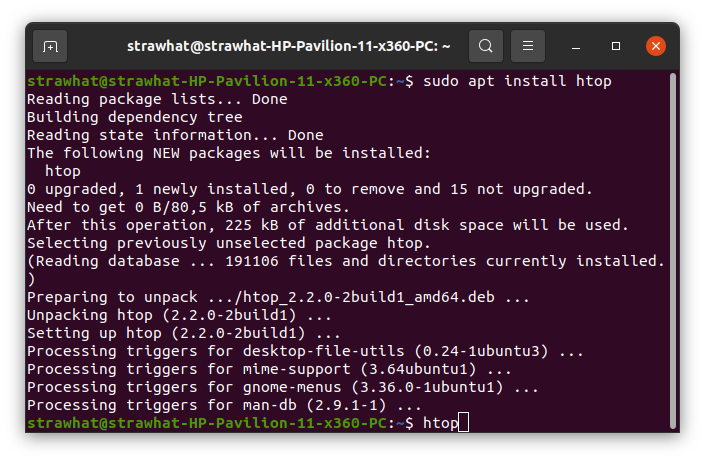 strawhat@strawhat-HP-Pavilion-11-x360-PC: ~
strawhat@strawhat-HP-Pavilion-11-x360-PC:~$ sudo apt install htop
Reading package lists... Done
Building dependency tree
Reading state information... Done
The following NEW packages will be installed:
  htop
0 upgraded, 1 newly installed, 0 to remove and 15 not upgraded.
Need to get 0 B/80,5 kB of archives.
After this operation, 225 kB of additional disk space will be used.
Selecting previously unselected package htop.
(Reading database ... 191106 files and directories currently installed.
)
Preparing to unpack .../htop_2.2.0-2build1_amd64.deb ...
Unpacking htop (2.2.0-2build1) ...
Setting up htop (2.2.0-2build1) ...
Processing triggers for desktop-file-utils (0.24-1ubuntu3) ...
Processing triggers for mime-support (3.64ubuntu1) ...
Processing triggers for gnome-menus (3.36.0-1ubuntu1) ...
Processing triggers for man-db (2.9.1-1) ...
strawhat@strawhat-HP-Pavilion-11-x360-PC:~$ htop